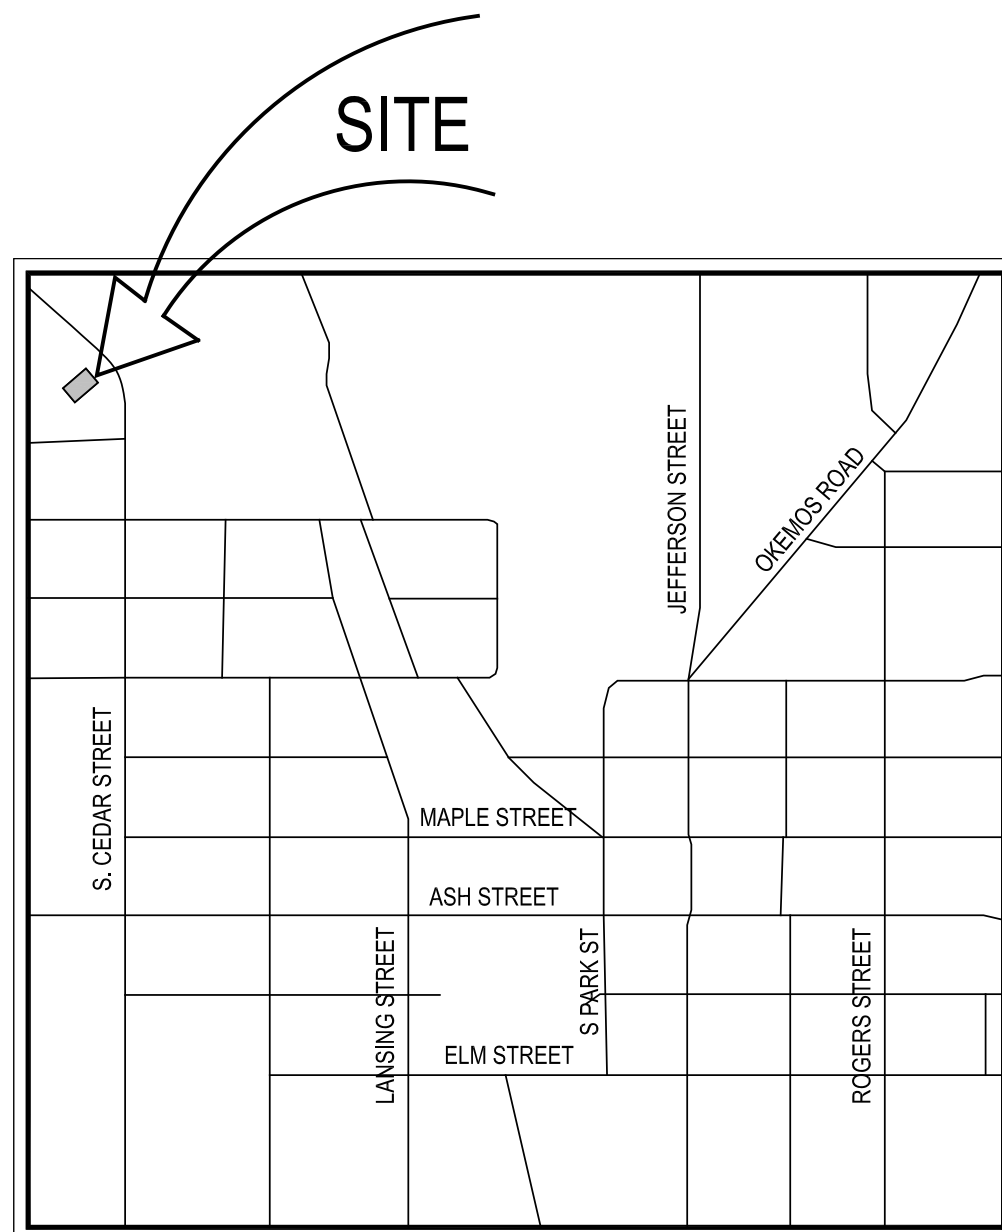 SITE
JEFFERSON STREET
OKEMOS ROAD
S. CEDAR STREET
MAPLE STREET
ASH STREET
LANSING STREET
S PARK ST
ROGERS STREET
ELM STREET